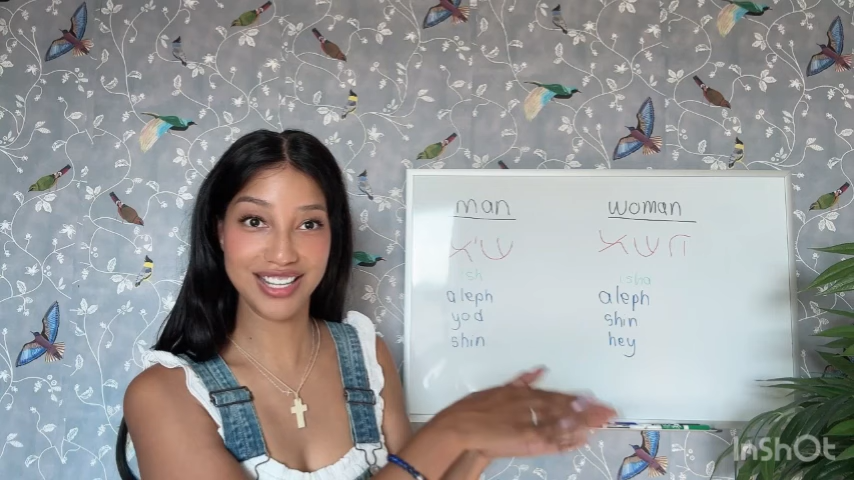 man woman
איש אשה
ish isha
aleph aleph
yod shin
shin hey
InShOt